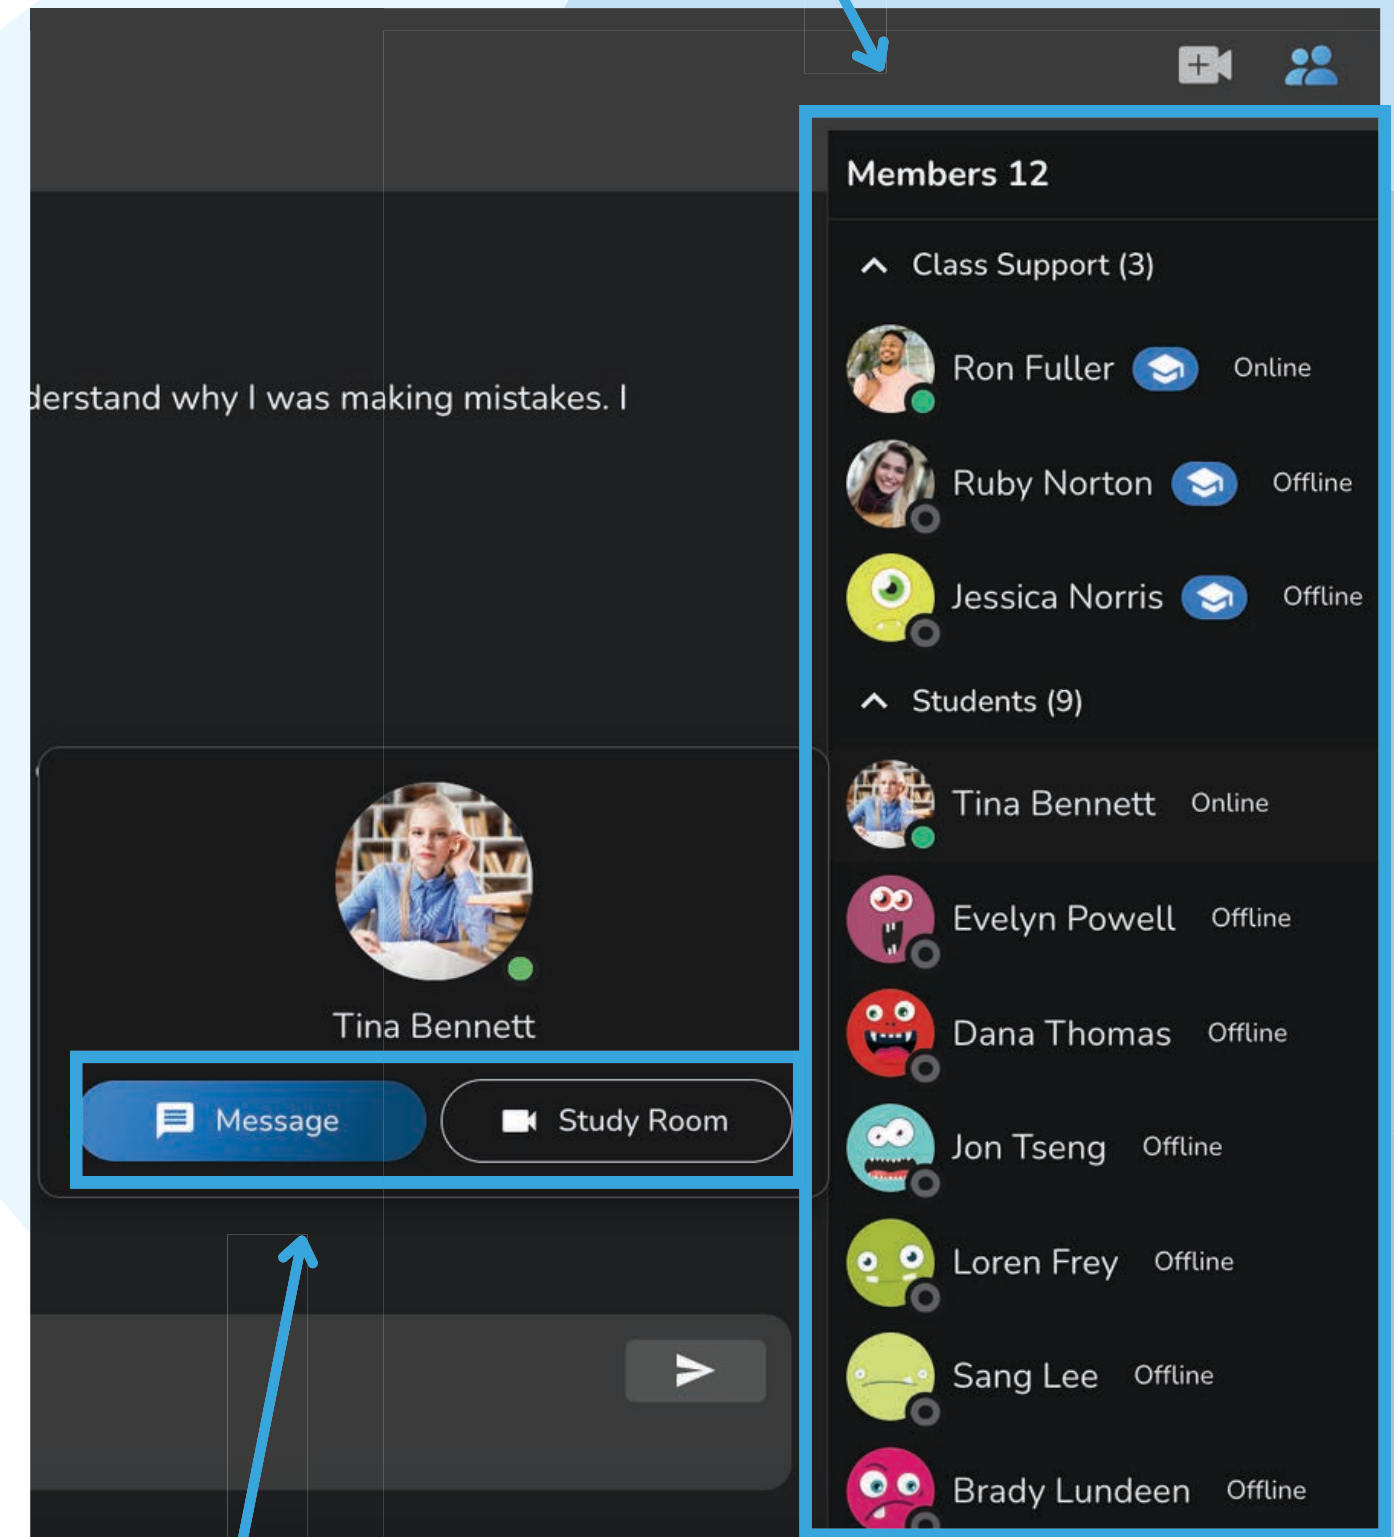 Members 12
Class Support (3)
Ron Fuller Online
derstand why I was making mistakes. I
Ruby Norton Offline
Jessica Norris Offline
Students (9)
Tina Bennett Online
Evelyn Powell Offline
Tina Bennett
Dana Thomas Offline
Message Study Room
Jon Tseng Offline
Loren Frey Offline
Sang Lee Offline
Brady Lundeen Offline